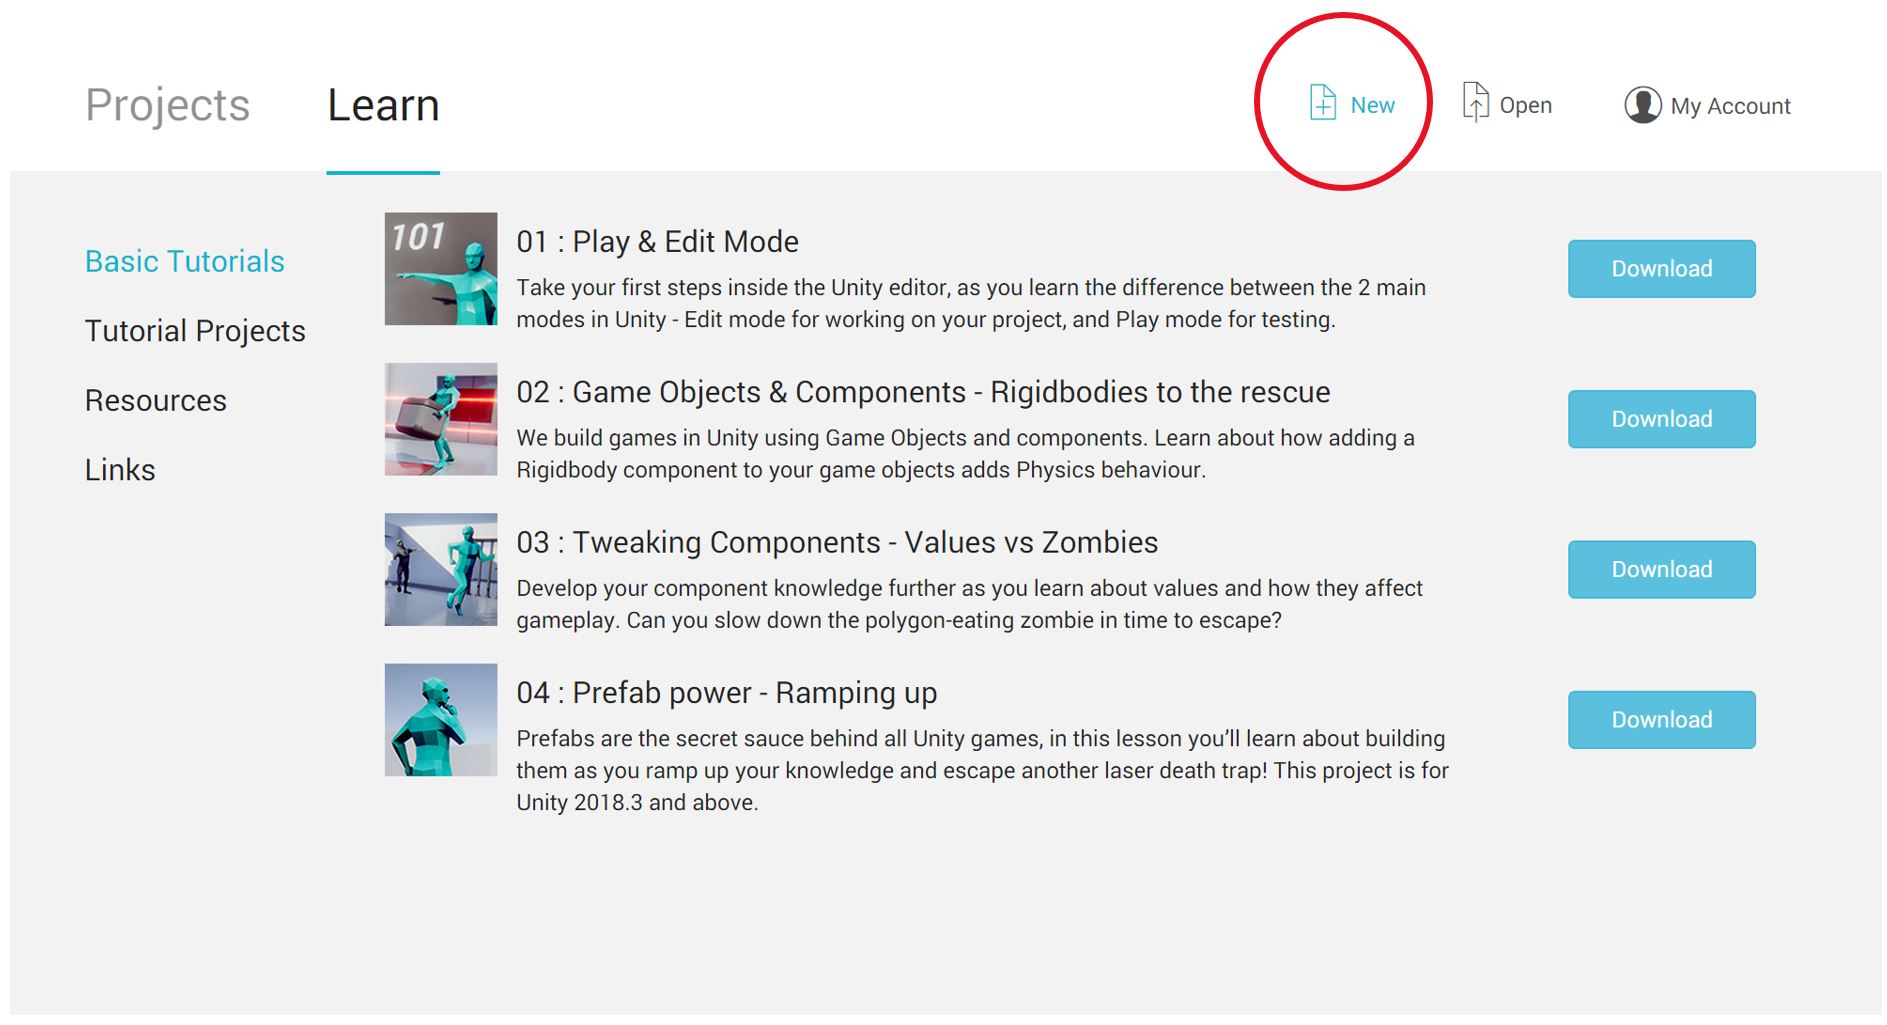 Projects
Learn
New
Open
My Account
Basic Tutorials
Tutorial Projects
Resources
Links
101
01 : Play & Edit Mode
Take your first steps inside the Unity editor, as you learn the difference between the 2 main
modes in Unity - Edit mode for working on your project, and Play mode for testing.
Download
02 : Game Objects & Components - Rigidbodies to the rescue
We build games in Unity using Game Objects and components. Learn about how adding a
Rigidbody component to your game objects adds Physics behaviour.
Download
03 : Tweaking Components - Values vs Zombies
Develop your component knowledge further as you learn about values and how they affect
gameplay. Can you slow down the polygon-eating zombie in time to escape?
Download
04 : Prefab power - Ramping up
Prefabs are the secret sauce behind all Unity games, in this lesson you’ll learn about building
them as you ramp up your knowledge and escape another laser death trap! This project is for
Unity 2018.3 and above.
Download